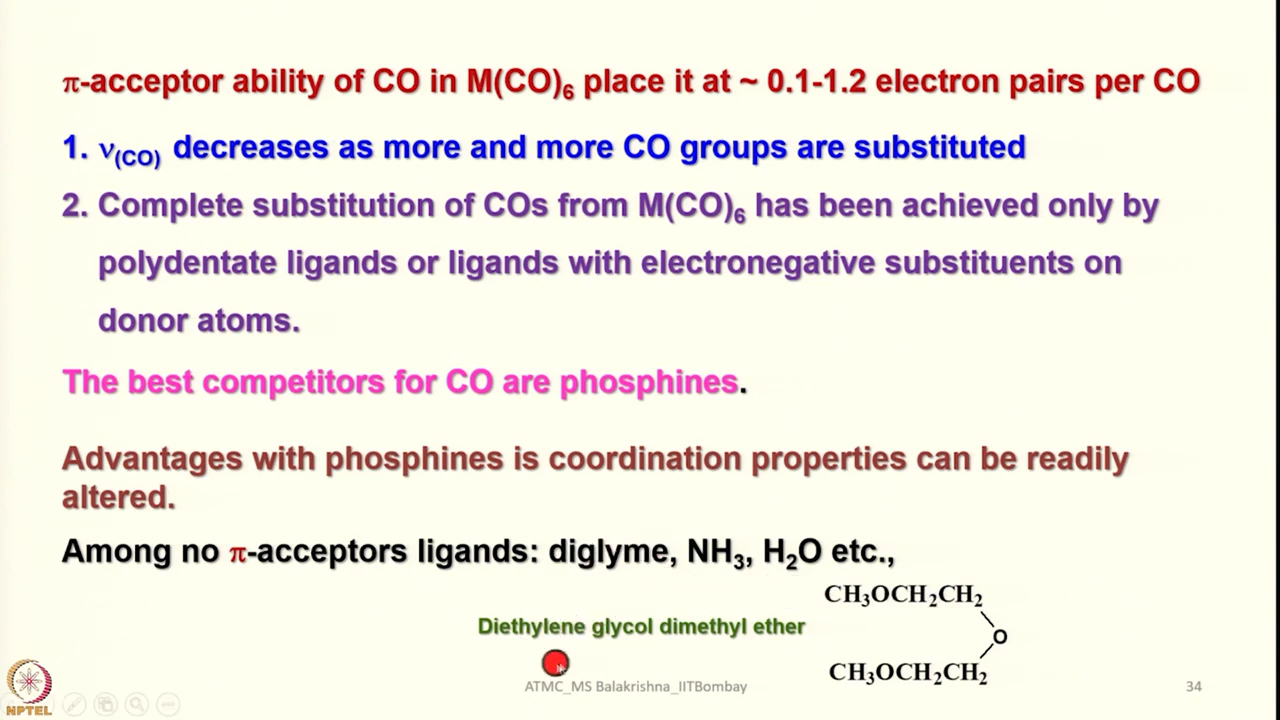 π-acceptor ability of CO in M(CO)₆ place it at ~ 0.1-1.2 electron pairs per CO
1. ν(CO) decreases as more and more CO groups are substituted
2. Complete substitution of COs from M(CO)₆ has been achieved only by
polydentate ligands or ligands with electronegative substituents on
donor atoms.
The best competitors for CO are phosphines.
Advantages with phosphines is coordination properties can be readily
altered.
Among no π-acceptors ligands: diglyme, NH₃, H₂O etc.,
CH₃OCH₂CH₂
Diethylene glycol dimethyl ether
O
CH₃OCH₂CH₂
ATMC_MS Balakrishna_IITBombay
34
NPTEL